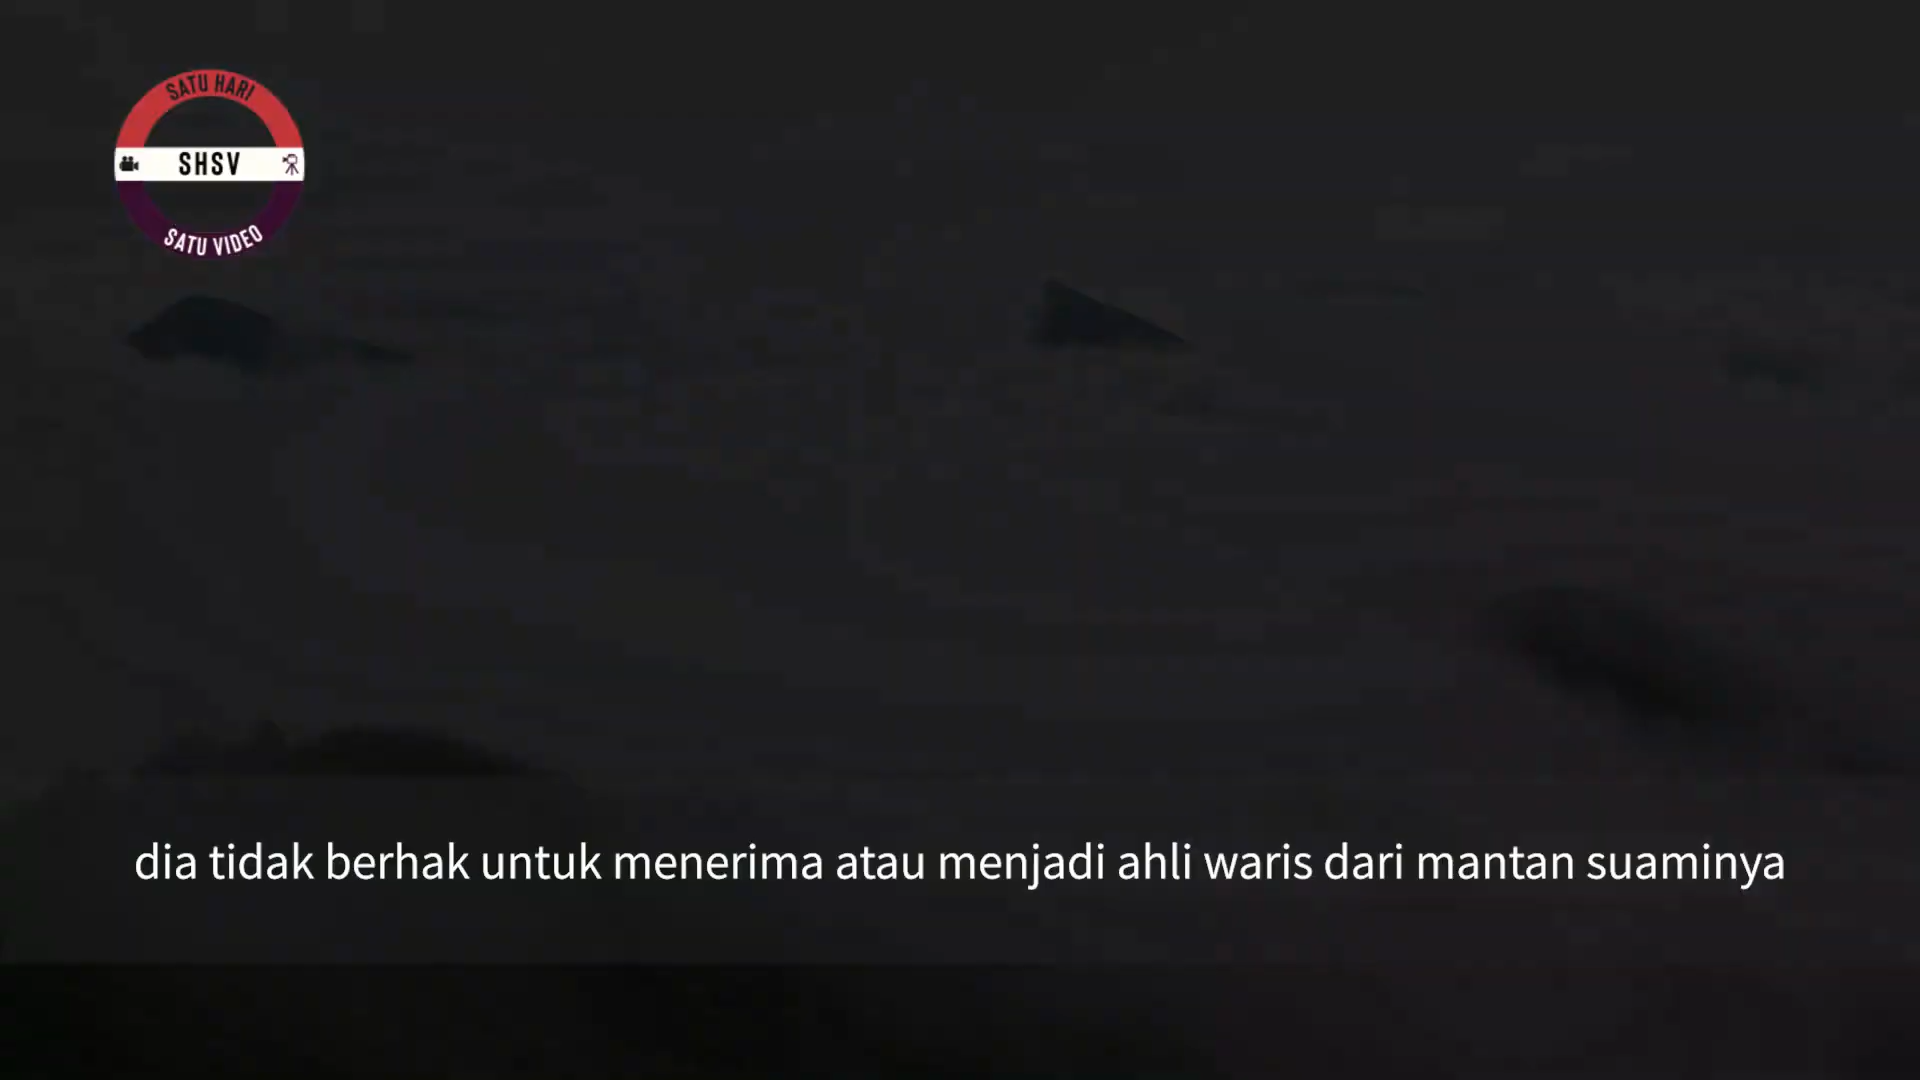 SATU HARI
SHSV
SATU VIDEO
dia tidak berhak untuk menerima atau menjadi ahli waris dari mantan suaminya